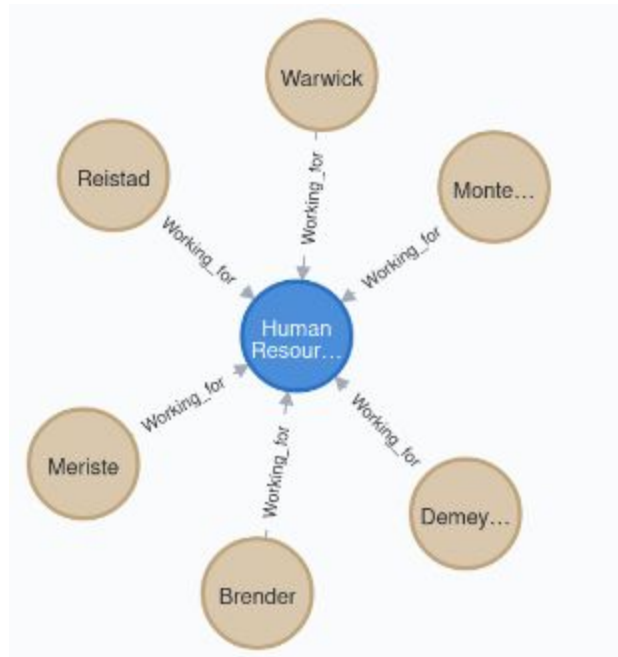 Warwick
Reistad
Monte…
Working_for
Working_for
Working_for
Human
Resour…
Working_for
Working_for
Working_for
Meriste
Demey…
Brender